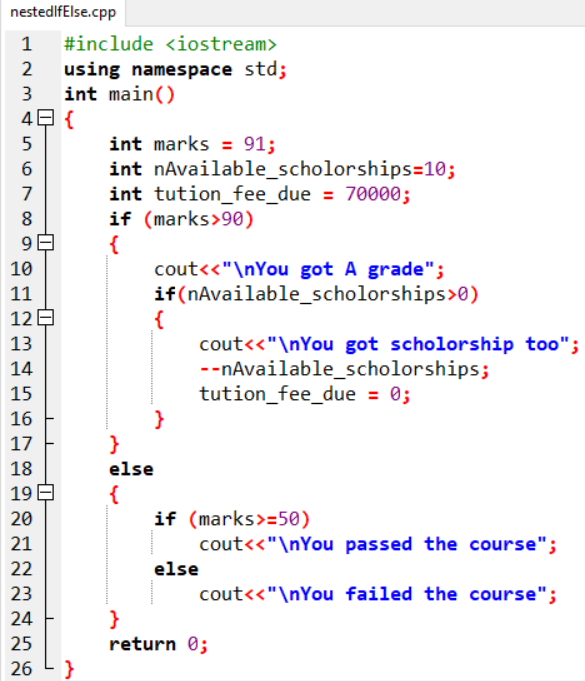 nestedIfElse.cpp
1 #include <iostream>
2 using namespace std;
3 int main()
4 {
5 int marks = 91;
6 int nAvailable_scholorships=10;
7 int tution_fee_due = 70000;
8 if (marks>90)
9 {
10 cout<<"\nYou got A grade";
11 if(nAvailable_scholorships>0)
12 {
13 cout<<"\nYou got scholorship too";
14 --nAvailable_scholorships;
15 tution_fee_due = 0;
16 }
17 }
18 else
19 {
20 if (marks>=50)
21 cout<<"\nYou passed the course";
22 else
23 cout<<"\nYou failed the course";
24 }
25 return 0;
26 }